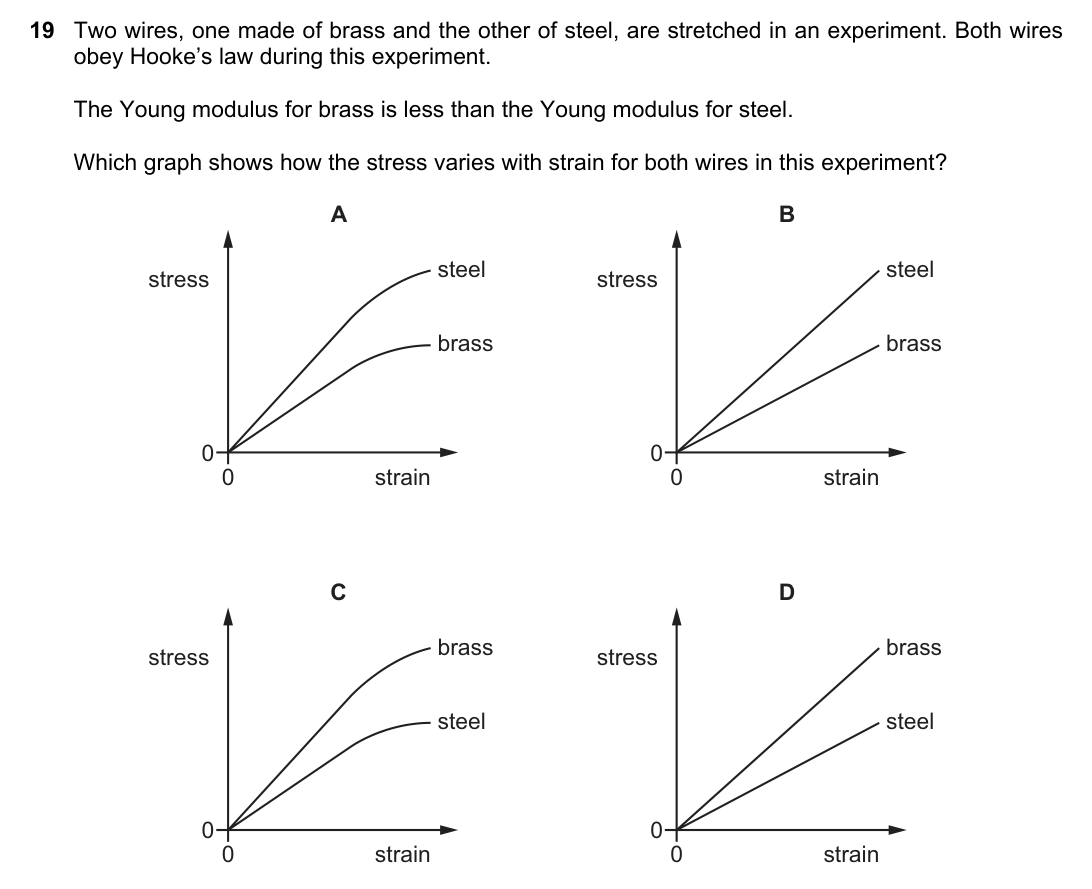 19 Two wires, one made of brass and the other of steel, are stretched in an experiment. Both wires
obey Hooke’s law during this experiment.
The Young modulus for brass is less than the Young modulus for steel.
Which graph shows how the stress varies with strain for both wires in this experiment?
A
stress
steel
brass
0
0
strain
B
stress
steel
brass
0
0
strain
C
stress
brass
steel
0
0
strain
D
stress
brass
steel
0
0
strain